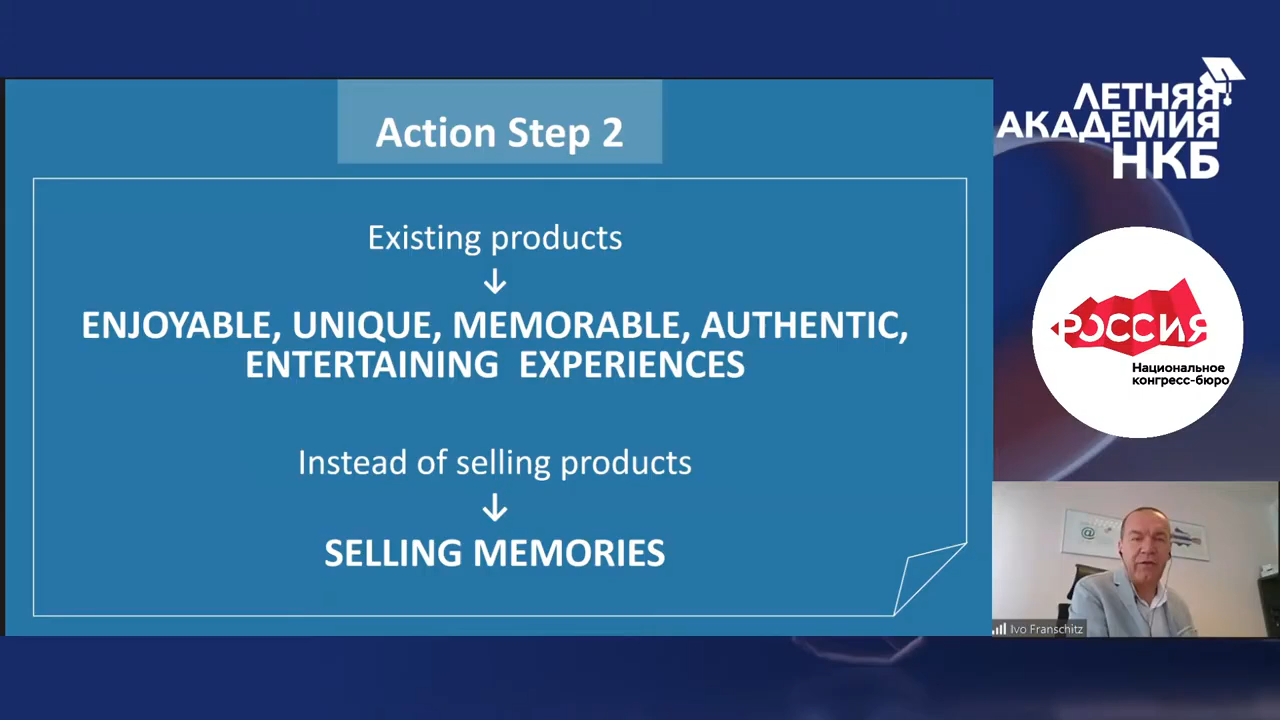 Action Step 2
Existing products
↓
ENJOYABLE, UNIQUE, MEMORABLE, AUTHENTIC,
ENTERTAINING EXPERIENCES
Instead of selling products
↓
SELLING MEMORIES
ЛЕТНЯЯ
АКАДЕМИЯ
НКБ
РОССИЯ
Национальное
конгресс-бюро
@
Ivo Franschitz